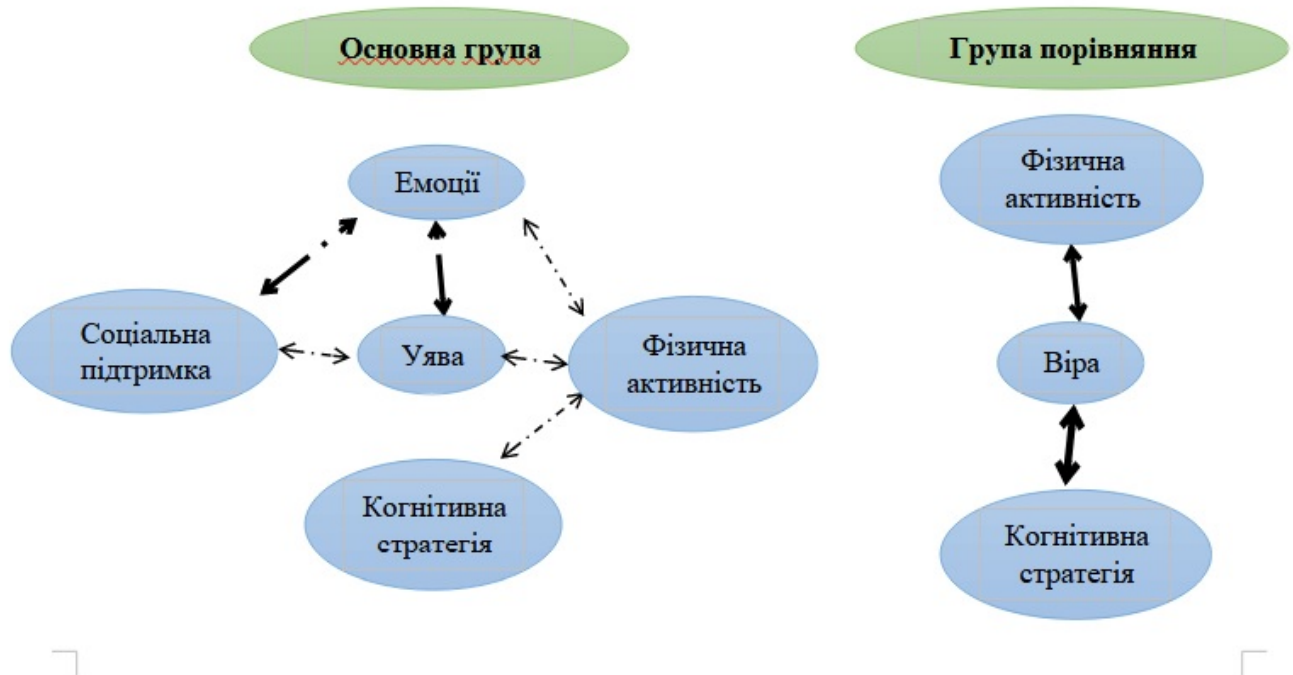 Основна група
Група порівняння
Емоції
Соціальна
підтримка
Уява
Фізична
активність
Когнітивна
стратегія
Фізична
активність
Віра
Когнітивна
стратегія